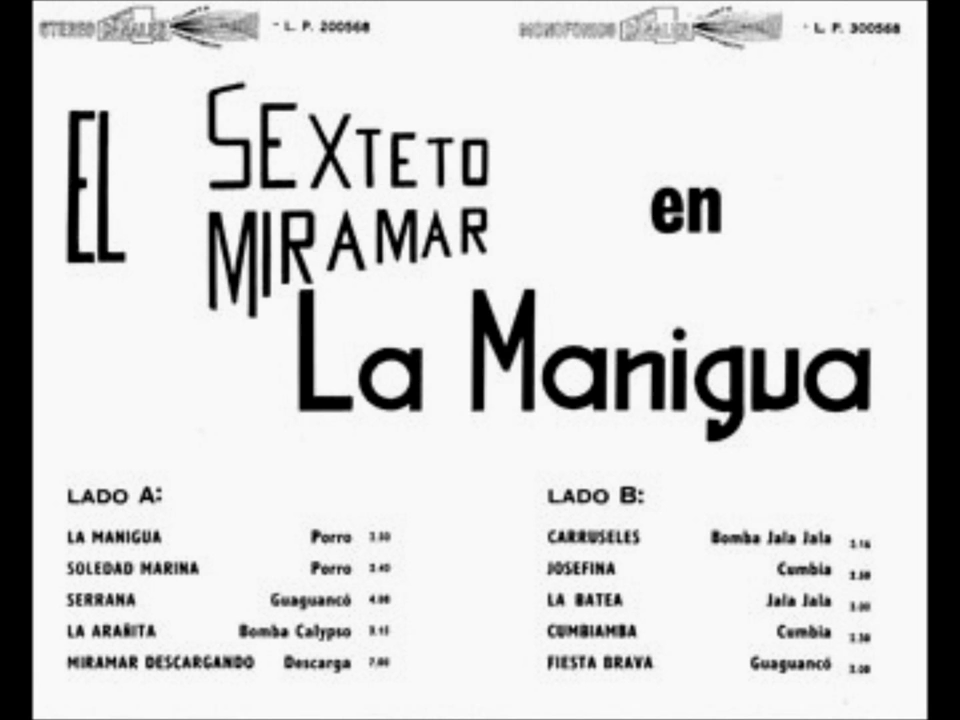 STEREO CANALES - L. P. 200568
MONOFONICO CANALES - L. P. 300568
EL SEXTETO MIRAMAR en
La Manigua
LADO A:
LA MANIGUA Porro
SOLEDAD MARINA Porro
SERRANA Guaguancó
LA ARAÑITA Bomba Calypso
MIRAMAR DESCARGANDO Descarga
LADO B:
CARRUSELES Bomba Jala Jala
JOSEFINA Cumbia
LA BATEA Jala Jala
CUMBIAMBA Cumbia
FIESTA BRAVA Guaguancó